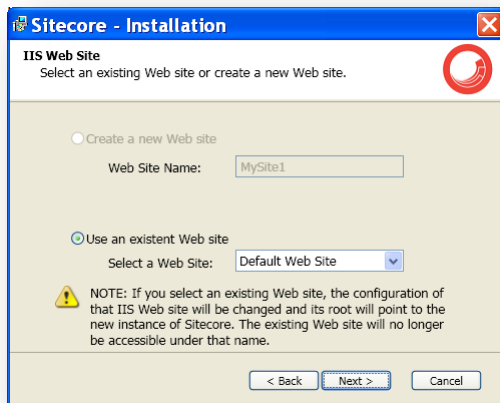 Sitecore - Installation
IIS Web Site
Select an existing Web site or create a new Web site.
Create a new Web site
Web Site Name: MySite1
Use an existent Web site
Select a Web Site: Default Web Site
NOTE: If you select an existing Web site, the configuration of
that IIS Web site will be changed and its root will point to the
new instance of Sitecore. The existing Web site will no longer
be accessible under that name.
< Back Next > Cancel